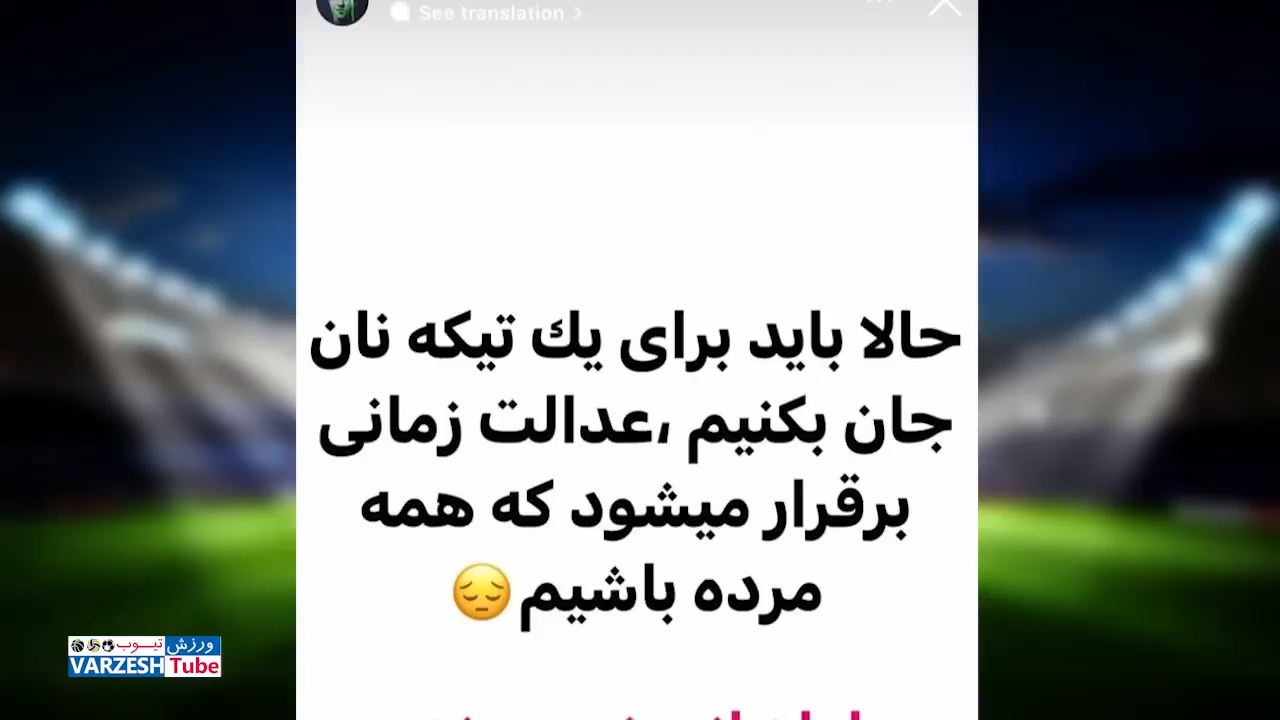 See translation >
حالا باید برای یك تیکه نان
جان بکنیم ،عدالت زمانی
برقرار میشود که همه
مرده باشیم😔
ورزش تیوب
VARZESH Tube